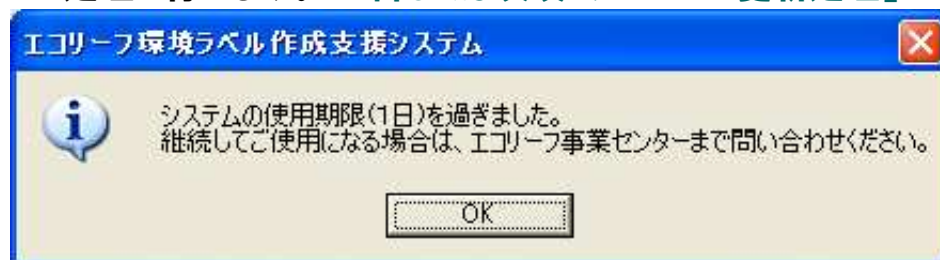 エコリーフ環境ラベル作成支援システム
システムの使用期限(1日)を過ぎました。
継続してご使用になる場合は、エコリーフ事業センターまで問い合わせください。
OK